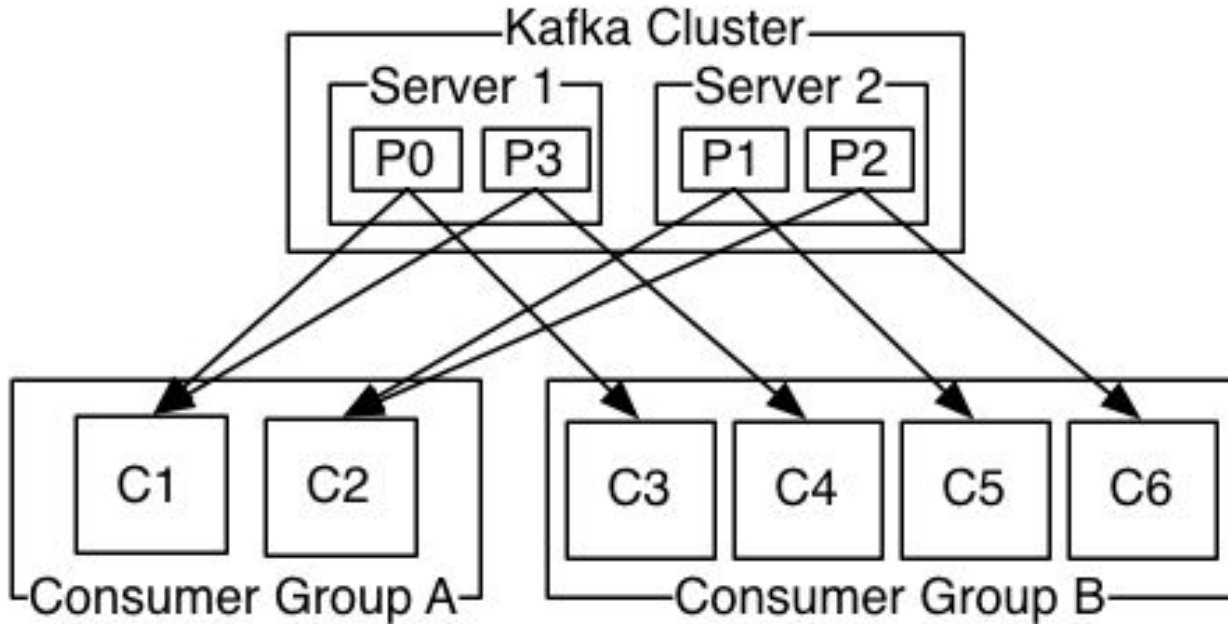 Kafka Cluster
Server 1
Server 2
P0
P3
P1
P2
C1
C2
C3
C4
C5
C6
Consumer Group A
Consumer Group B